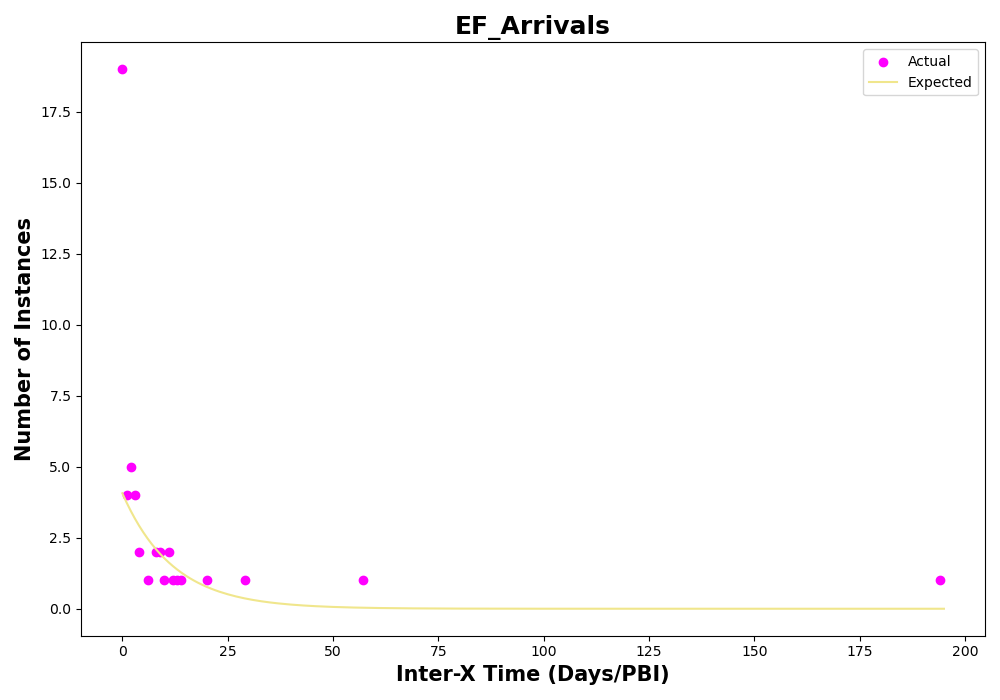 EF_Arrivals
Actual
Expected
Number of Instances
17.5
15.0
12.5
10.0
7.5
5.0
2.5
0.0
0 25 50 75 100 125 150 175 200
Inter-X Time (Days/PBI)